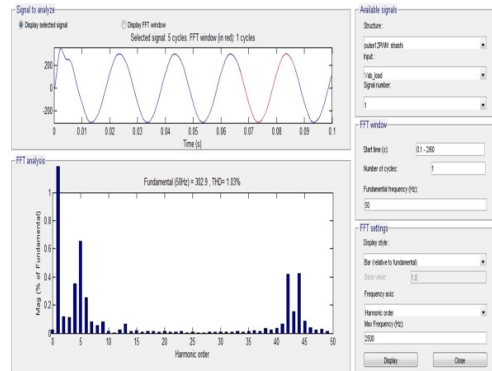 Signal to analyze
Display selected signal
Display FFT window
Selected signal: 5 cycles. FFT window (in red): 1 cycles
200
0
-200
0 0.01 0.02 0.03 0.04 0.05 0.06 0.07 0.08 0.09 0.1
Time (s)
FFT analysis
Fundamental (50Hz) = 302.9 , THD= 1.03%
1
0.8
0.6
0.4
0.2
0
Mag (% of Fundamental)
0 5 10 15 20 25 30 35 40 45 50
Harmonic order
Available signals
Structure :
Input :
Vab_load
Signal number:
1
FFT window
Start time (s): 0.1 - 2/60
Number of cycles: 1
Fundamental frequency (Hz):
50
FFT settings
Display style :
Bar (relative to fundamental)
Base value: 1.0
Frequency axis:
Harmonic order
Max Frequency (Hz):
2500
Display
Close